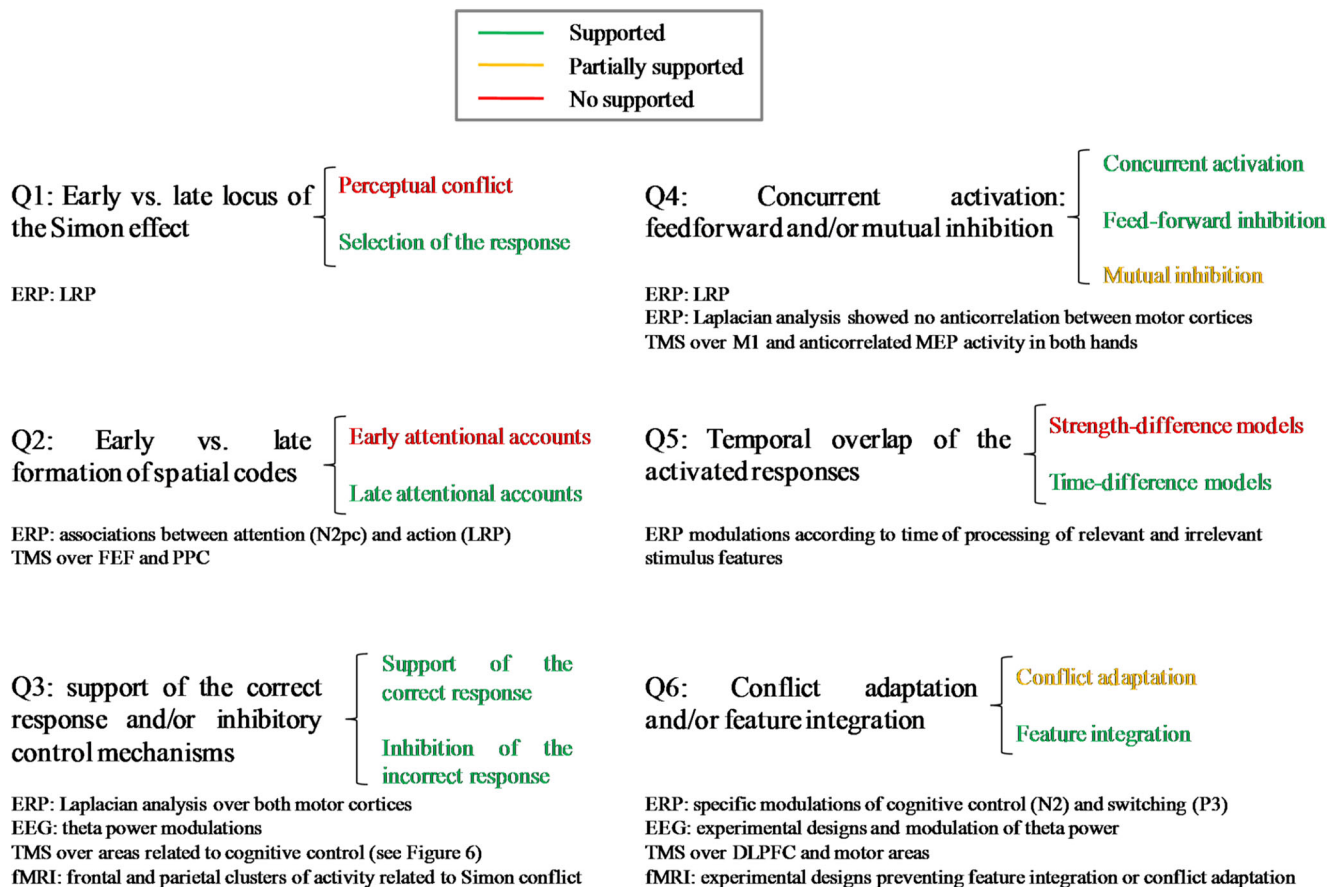 Supported
Partially supported
No supported
Q1: Early vs. late locus of
the Simon effect
Perceptual conflict
Selection of the response
ERP: LRP
Q4: Concurrent activation:
feedforward and/or mutual inhibition
Concurrent activation
Feed-forward inhibition
Mutual inhibition
ERP: LRP
ERP: Laplacian analysis showed no anticorrelation between motor cortices
TMS over M1 and anticorrelated MEP activity in both hands
Q2: Early vs. late
formation of spatial codes
Early attentional accounts
Late attentional accounts
ERP: associations between attention (N2pc) and action (LRP)
TMS over FEF and PPC
Q5: Temporal overlap of the
activated responses
Strength-difference models
Time-difference models
ERP modulations according to time of processing of relevant and irrelevant
stimulus features
Q3: support of the correct
response and/or inhibitory
control mechanisms
Support of the
correct response
Inhibition of the
incorrect response
ERP: Laplacian analysis over both motor cortices
EEG: theta power modulations
TMS over areas related to cognitive control (see Figure 6)
fMRI: frontal and parietal clusters of activity related to Simon conflict
Q6: Conflict adaptation
and/or feature integration
Conflict adaptation
Feature integration
ERP: specific modulations of cognitive control (N2) and switching (P3)
EEG: experimental designs and modulation of theta power
TMS over DLPFC and motor areas
fMRI: experimental designs preventing feature integration or conflict adaptation